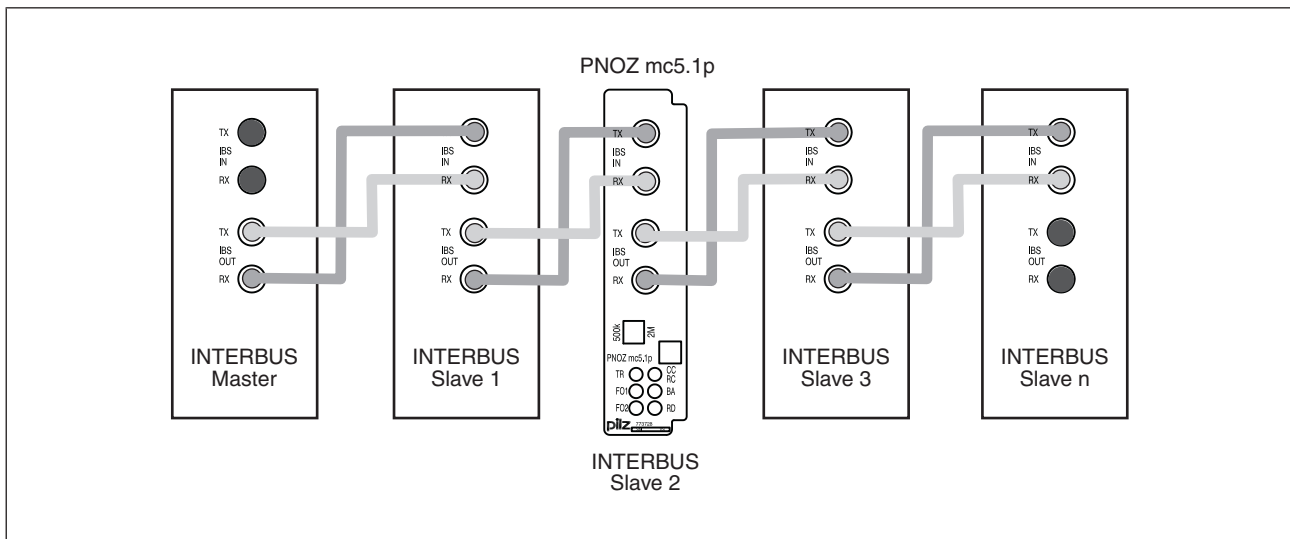 PNOZ mc5.1p
TX
IBS
IN
RX
TX
IBS
OUT
RX
INTERBUS
Master
TX
IBS
IN
RX
TX
IBS
OUT
RX
INTERBUS
Slave 1
TX
IBS
IN
RX
TX
IBS
OUT
RX
500k
2M
PNOZ mc5.1p
TR
CC
RC
FO1
BA
FO2
RD
pilz
773728
INTERBUS
Slave 2
TX
IBS
IN
RX
TX
IBS
OUT
RX
INTERBUS
Slave 3
TX
IBS
IN
RX
TX
IBS
OUT
RX
INTERBUS
Slave n